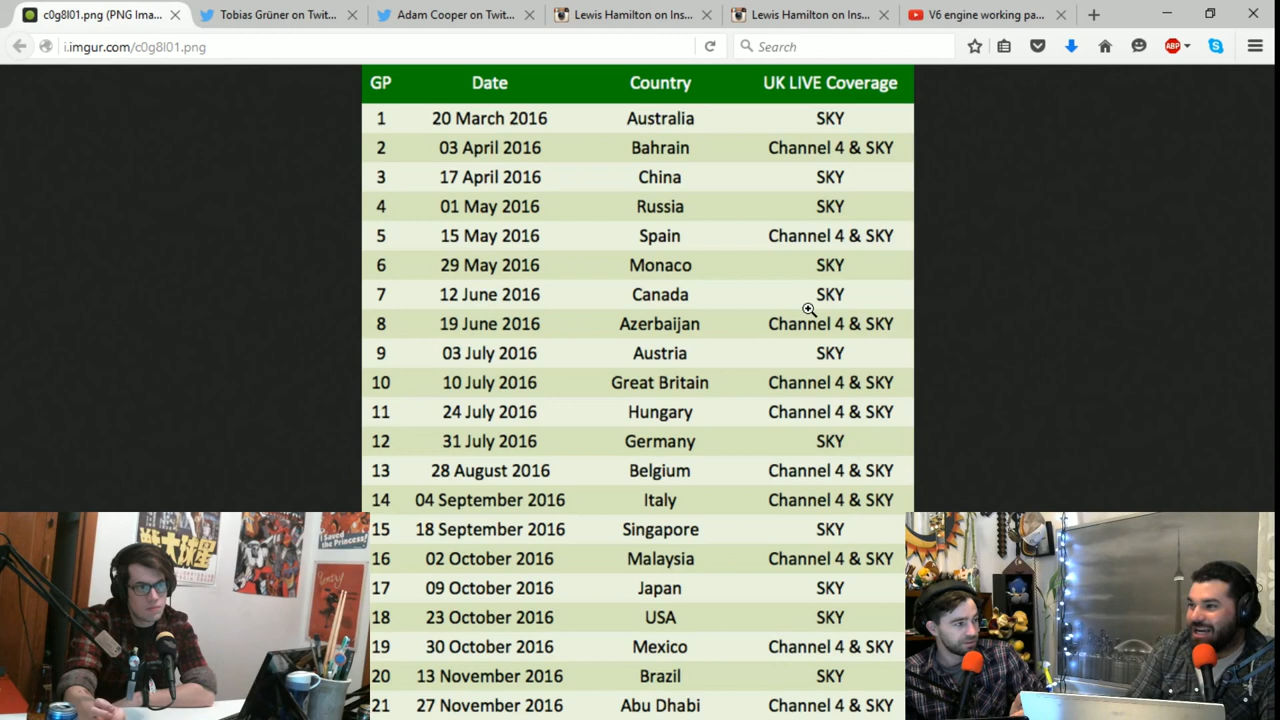 c0g8l01.png (PNG Ima...
Tobias Grüner on Twit...
Adam Cooper on Twit...
Lewis Hamilton on Ins...
Lewis Hamilton on Ins...
V6 engine working pa...
i.imgur.com/c0g8l01.png
Search
ABP
GP Date Country UK LIVE Coverage
1 20 March 2016 Australia SKY
2 03 April 2016 Bahrain Channel 4 & SKY
3 17 April 2016 China SKY
4 01 May 2016 Russia SKY
5 15 May 2016 Spain Channel 4 & SKY
6 29 May 2016 Monaco SKY
7 12 June 2016 Canada SKY
8 19 June 2016 Azerbaijan Channel 4 & SKY
9 03 July 2016 Austria SKY
10 10 July 2016 Great Britain Channel 4 & SKY
11 24 July 2016 Hungary Channel 4 & SKY
12 31 July 2016 Germany SKY
13 28 August 2016 Belgium Channel 4 & SKY
14 04 September 2016 Italy Channel 4 & SKY
15 18 September 2016 Singapore SKY
16 02 October 2016 Malaysia Channel 4 & SKY
17 09 October 2016 Japan SKY
18 23 October 2016 USA SKY
19 30 October 2016 Mexico Channel 4 & SKY
20 13 November 2016 Brazil SKY
21 27 November 2016 Abu Dhabi Channel 4 & SKY
I Saved
the Princess!